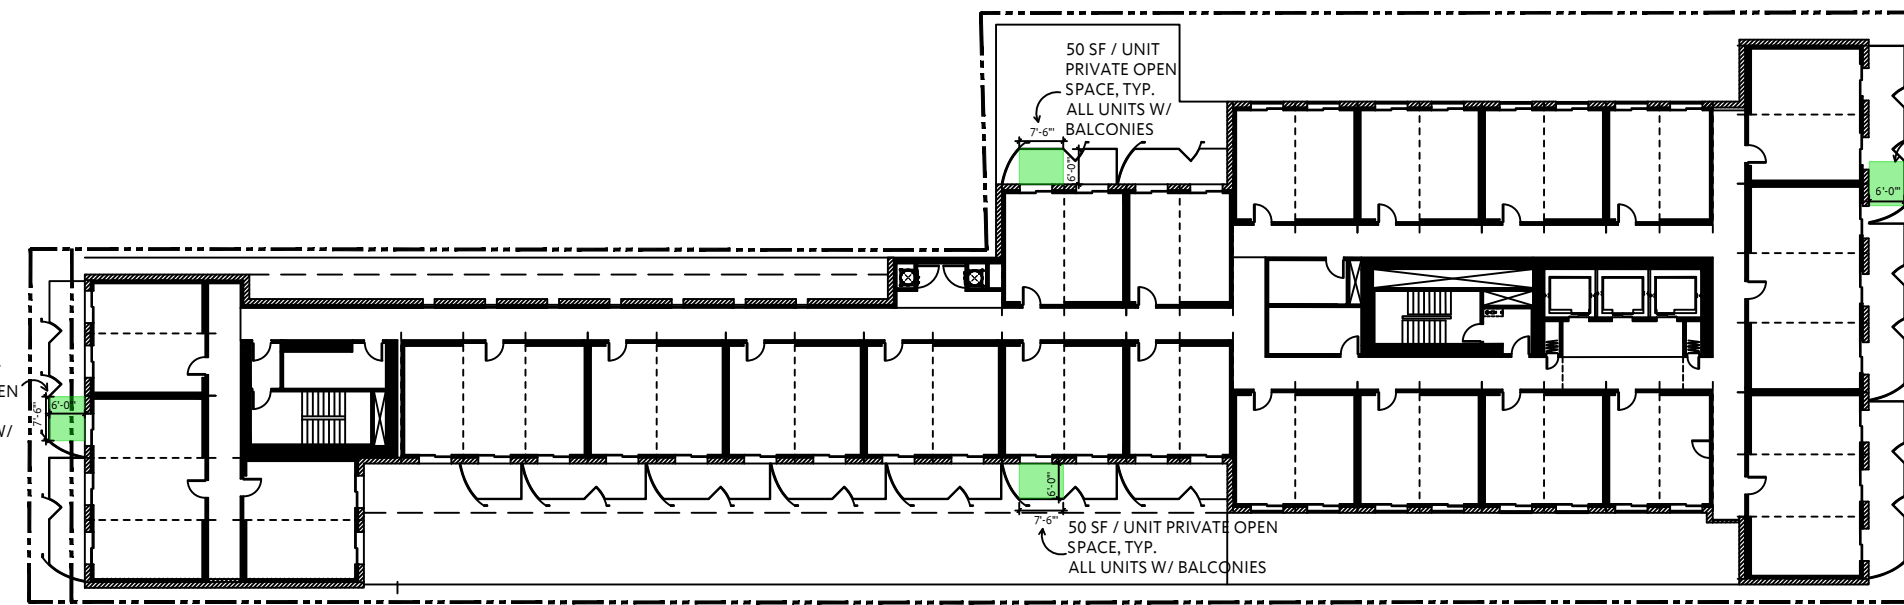 50 SF / UNIT
PRIVATE OPEN
SPACE, TYP.
ALL UNITS W/
BALCONIES
7'-6"
6'-0"
6'-0"
EN
W/
6'-0"
7'-6"
6'-0"
7'-6"
50 SF / UNIT PRIVATE OPEN
SPACE, TYP.
ALL UNITS W/ BALCONIES